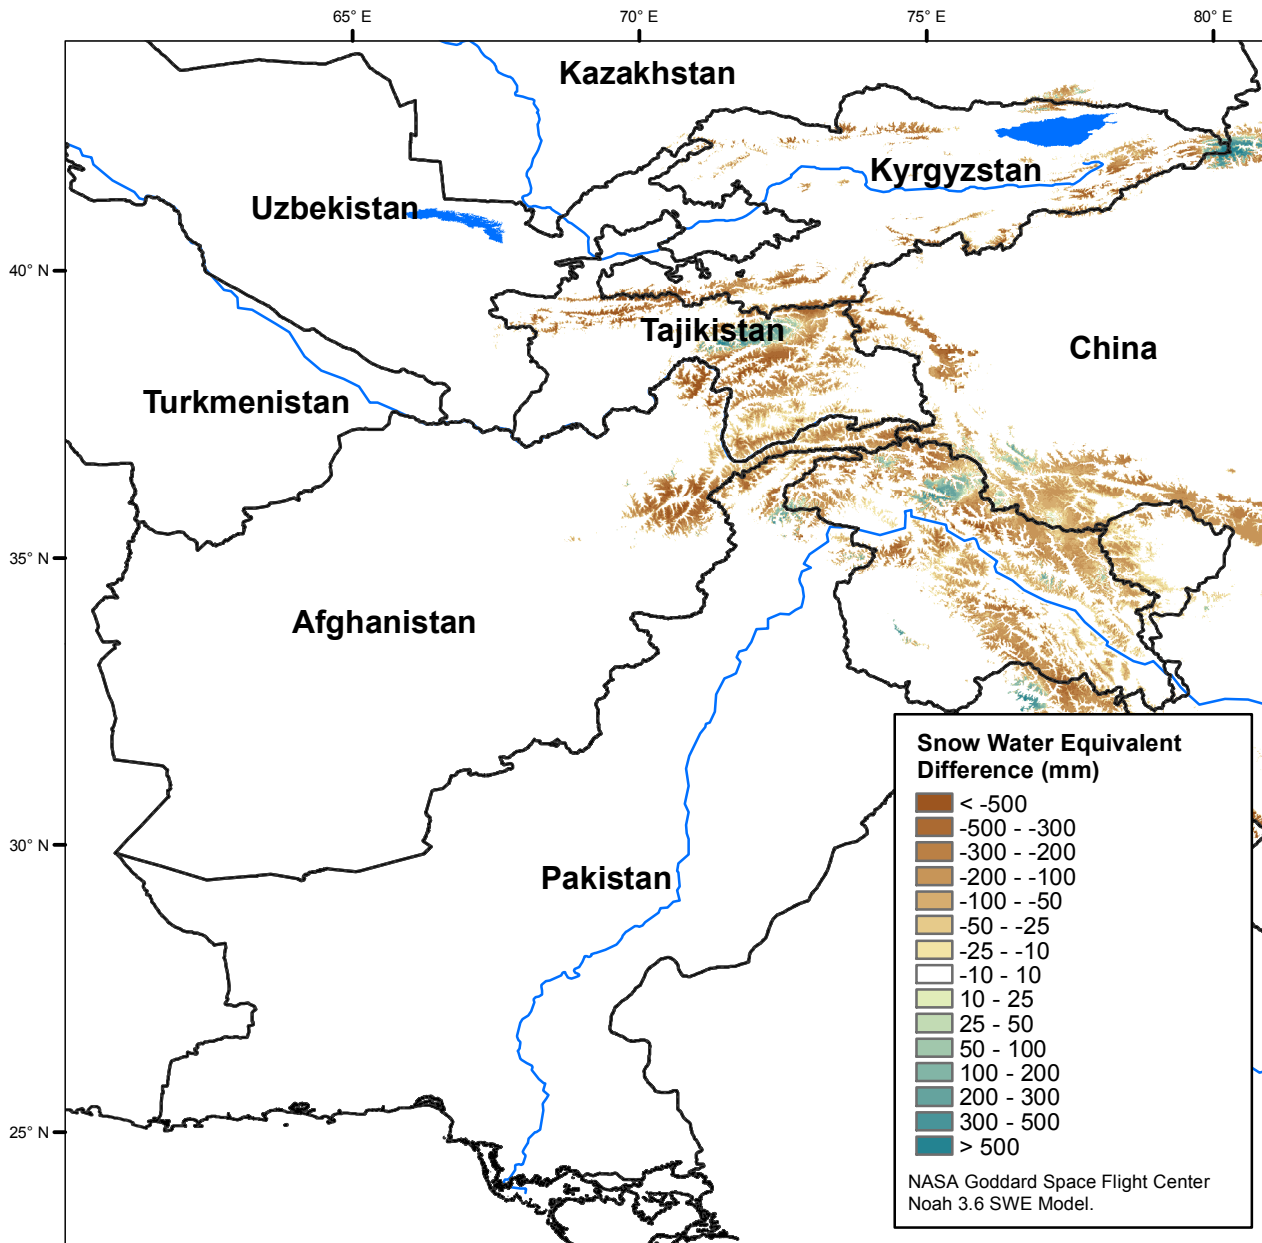 65° E
70° E
75° E
80° E
Kazakhstan
Kyrgyzstan
Uzbekistan
40° N
Tajikistan
China
Turkmenistan
35° N
Afghanistan
30° N
Pakistan
25° N
Snow Water Equivalent
Difference (mm)
< -500
-500 - -300
-300 - -200
-200 - -100
-100 - -50
-50 - -25
-25 - -10
-10 - 10
10 - 25
25 - 50
50 - 100
100 - 200
200 - 300
300 - 500
> 500
NASA Goddard Space Flight Center
Noah 3.6 SWE Model.